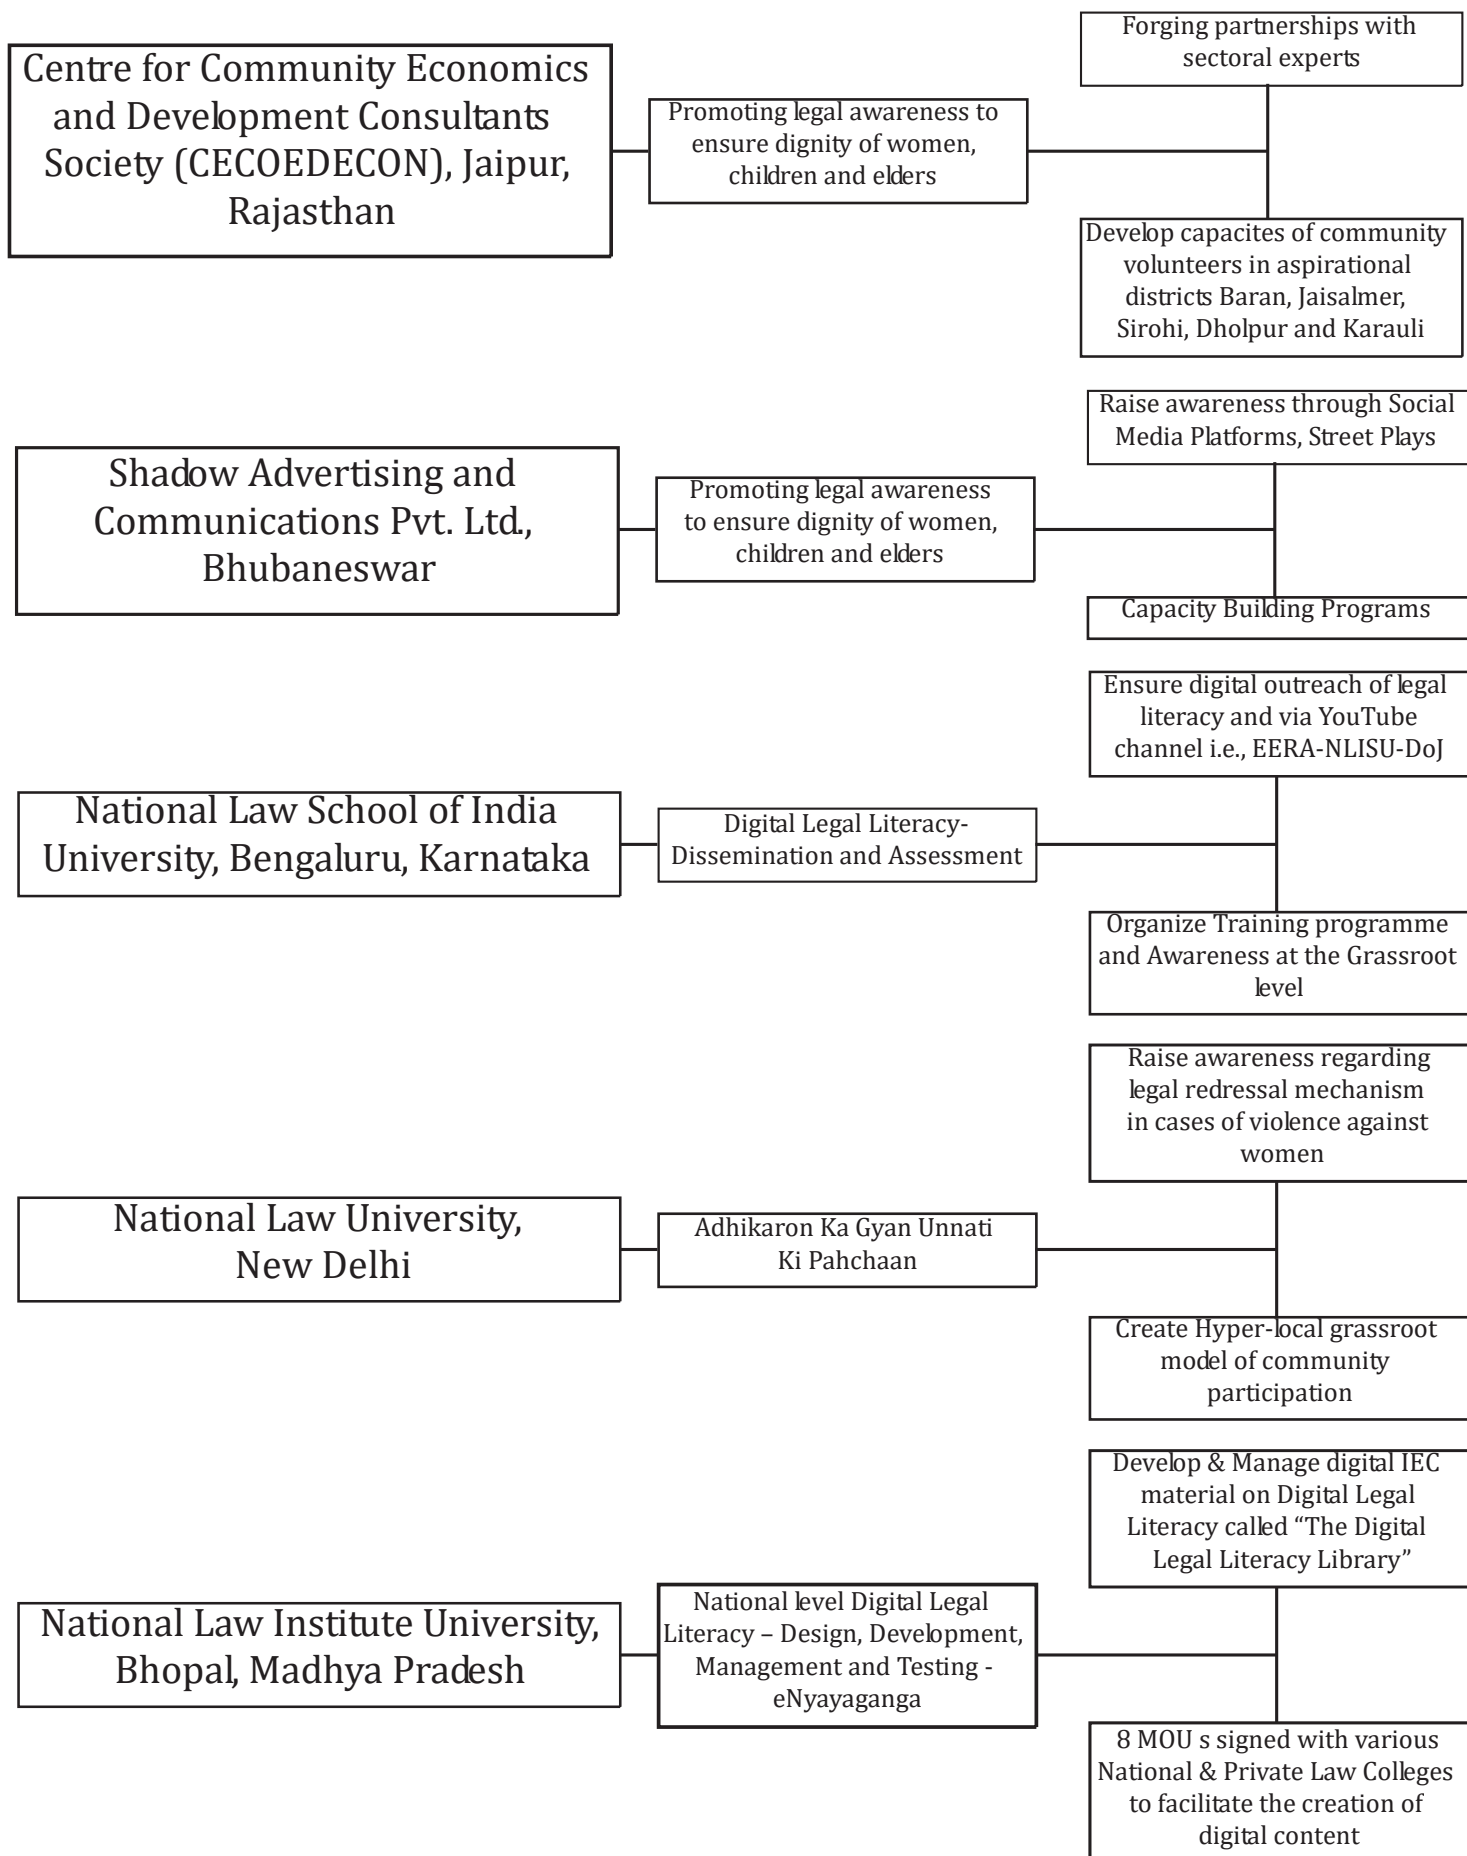 Forging partnerships with
sectoral experts
Centre for Community Economics
and Development Consultants
Society (CECOEDECON), Jaipur,
Rajasthan
Promoting legal awareness to
ensure dignity of women,
children and elders
Develop capacites of community
volunteers in aspirational
districts Baran, Jaisalmer,
Sirohi, Dholpur and Karauli
Raise awareness through Social
Media Platforms, Street Plays
Shadow Advertising and
Communications Pvt. Ltd.,
Bhubaneswar
Promoting legal awareness
to ensure dignity of women,
children and elders
Capacity Building Programs
Ensure digital outreach of legal
literacy and via YouTube
channel i.e., EERA-NLISU-DoJ
National Law School of India
University, Bengaluru, Karnataka
Digital Legal Literacy-
Dissemination and Assessment
Organize Training programme
and Awareness at the Grassroot
level
Raise awareness regarding
legal redressal mechanism
in cases of violence against
women
National Law University,
New Delhi
Adhikaron Ka Gyan Unnati
Ki Pahchaan
Create Hyper-local grassroot
model of community
participation
Develop & Manage digital IEC
material on Digital Legal
Literacy called “The Digital
Legal Literacy Library”
National Law Institute University,
Bhopal, Madhya Pradesh
National level Digital Legal
Literacy – Design, Development,
Management and Testing -
eNyayaganga
8 MOU s signed with various
National & Private Law Colleges
to facilitate the creation of
digital content